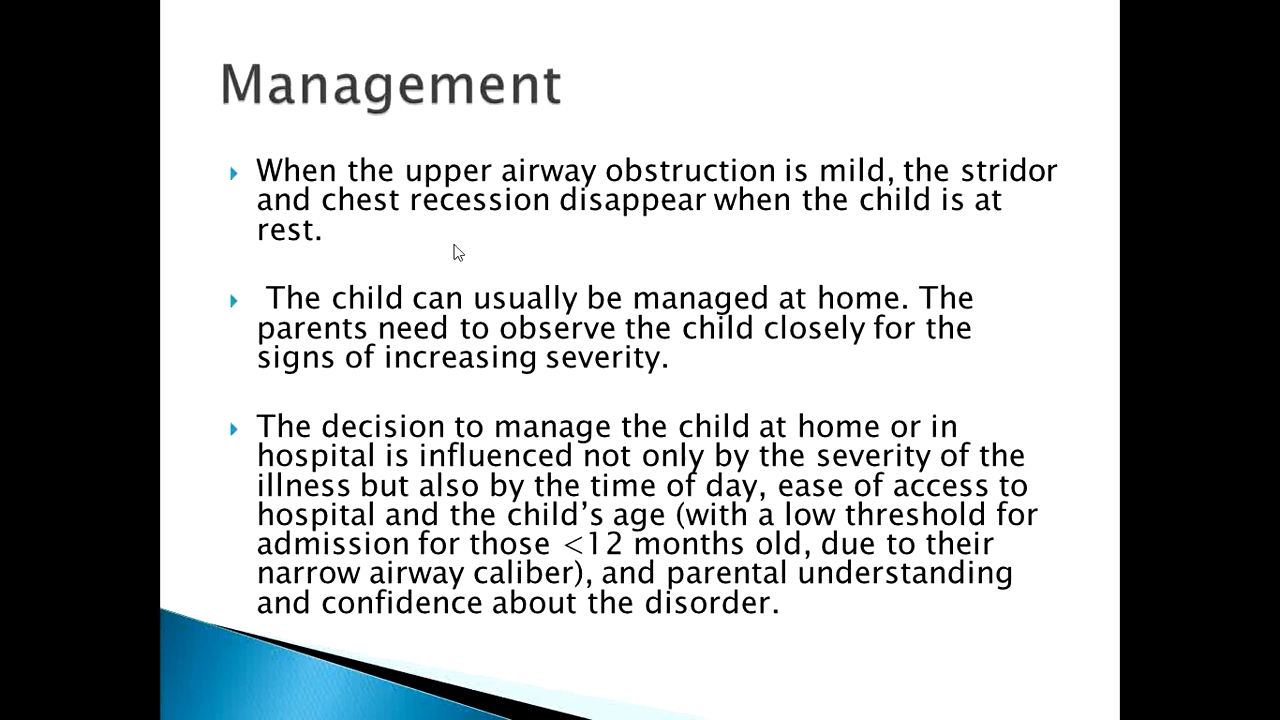 Management
When the upper airway obstruction is mild, the stridor
and chest recession disappear when the child is at
rest.
The child can usually be managed at home. The
parents need to observe the child closely for the
signs of increasing severity.
The decision to manage the child at home or in
hospital is influenced not only by the severity of the
illness but also by the time of day, ease of access to
hospital and the child’s age (with a low threshold for
admission for those <12 months old, due to their
narrow airway caliber), and parental understanding
and confidence about the disorder.